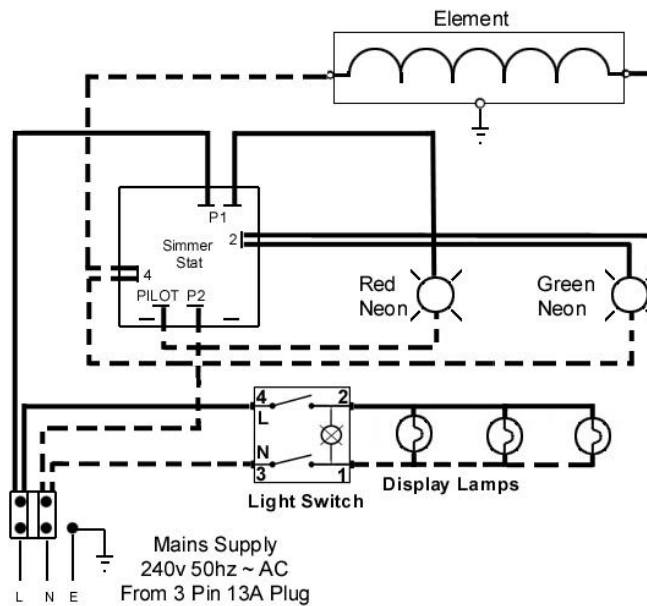 Element
P1
2
Simmer
Stat
4
PILOT P2
Red
Neon
Green
Neon
4 2
L
N
3 1
Light Switch
Display Lamps
L N E
Mains Supply
240v 50hz ~ AC
From 3 Pin 13A Plug